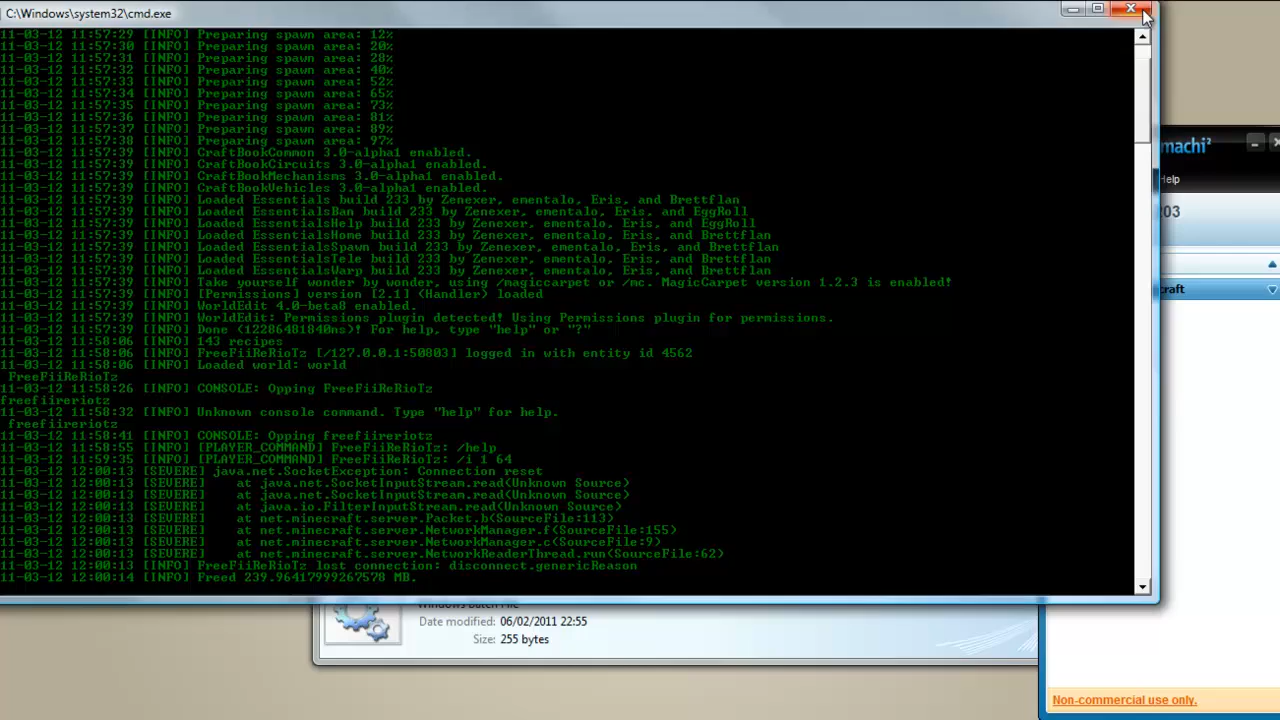 C:\Windows\system32\cmd.exe
11-03-12 11:57:29 [INFO] Preparing spawn area: 12%
11-03-12 11:57:30 [INFO] Preparing spawn area: 20%
11-03-12 11:57:31 [INFO] Preparing spawn area: 28%
11-03-12 11:57:32 [INFO] Preparing spawn area: 40%
11-03-12 11:57:33 [INFO] Preparing spawn area: 52%
11-03-12 11:57:34 [INFO] Preparing spawn area: 65%
11-03-12 11:57:35 [INFO] Preparing spawn area: 73%
11-03-12 11:57:36 [INFO] Preparing spawn area: 81%
11-03-12 11:57:37 [INFO] Preparing spawn area: 89%
11-03-12 11:57:38 [INFO] Preparing spawn area: 97%
11-03-12 11:57:39 [INFO] CraftBookCommon 3.0-alpha1 enabled.
11-03-12 11:57:39 [INFO] CraftBookCircuits 3.0-alpha1 enabled.
11-03-12 11:57:39 [INFO] CraftBookMechanisms 3.0-alpha1 enabled.
11-03-12 11:57:39 [INFO] CraftBookVehicles 3.0-alpha1 enabled.
11-03-12 11:57:39 [INFO] Loaded Essentials build 233 by Zenexer, ementalo, Eris, and Brettflan
11-03-12 11:57:39 [INFO] Loaded EssentialsBan build 233 by Zenexer, ementalo, Eris, and EggRoll
11-03-12 11:57:39 [INFO] Loaded EssentialsHelp build 233 by Zenexer, ementalo, Eris, and EggRoll
11-03-12 11:57:39 [INFO] Loaded EssentialsHome build 233 by Zenexer, ementalo, Eris, and Brettflan
11-03-12 11:57:39 [INFO] Loaded EssentialsSpawn build 233 by Zenexer, ementalo, Eris, and Brettflan
11-03-12 11:57:39 [INFO] Loaded EssentialsTele build 233 by Zenexer, ementalo, Eris, and Brettflan
11-03-12 11:57:39 [INFO] Loaded EssentialsWarp build 233 by Zenexer, ementalo, Eris, and Brettflan
11-03-12 11:57:39 [INFO] Take yourself wonder by wonder, using /magiccarpet or /mc. MagicCarpet version 1.2.3 is enabled!
11-03-12 11:57:39 [INFO] [Permissions] version [2.1] (Handler) loaded
11-03-12 11:57:39 [INFO] WorldEdit 4.0-beta8 enabled.
11-03-12 11:57:39 [INFO] WorldEdit: Permissions plugin detected! Using Permissions plugin for permissions.
11-03-12 11:57:39 [INFO] Done (12286481840ns)! For help, type "help" or "?"
11-03-12 11:58:06 [INFO] 143 recipes
11-03-12 11:58:06 [INFO] FreeFiiReRioTz [/127.0.0.1:50803] logged in with entity id 4562
11-03-12 11:58:06 [INFO] Loaded world: world
FreeFiiReRioTz
11-03-12 11:58:26 [INFO] CONSOLE: Opping FreeFiiReRioTz
freefiireriotz
11-03-12 11:58:32 [INFO] Unknown console command. Type "help" for help.
freefiireriotz
11-03-12 11:58:41 [INFO] CONSOLE: Opping freefiireriotz
11-03-12 11:58:55 [INFO] [PLAYER_COMMAND] FreeFiiReRioTz: /help
11-03-12 11:59:35 [INFO] [PLAYER_COMMAND] FreeFiiReRioTz: /i 1 64
11-03-12 12:00:13 [SEVERE] java.net.SocketException: Connection reset
11-03-12 12:00:13 [SEVERE] at java.net.SocketInputStream.read(Unknown Source)
11-03-12 12:00:13 [SEVERE] at java.net.SocketInputStream.read(Unknown Source)
11-03-12 12:00:13 [SEVERE] at java.io.FilterInputStream.read(Unknown Source)
11-03-12 12:00:13 [SEVERE] at net.minecraft.server.Packet.b(SourceFile:113)
11-03-12 12:00:13 [SEVERE] at net.minecraft.server.NetworkManager.f(SourceFile:155)
11-03-12 12:00:13 [SEVERE] at net.minecraft.server.NetworkManager.c(SourceFile:9)
11-03-12 12:00:13 [SEVERE] at net.minecraft.server.NetworkReaderThread.run(SourceFile:62)
11-03-12 12:00:13 [INFO] FreeFiiReRioTz lost connection: disconnect.genericReason
11-03-12 12:00:14 [INFO] Freed 239.96417999267578 MB.
machi²
Help
03
craft
Windows Batch File
Date modified: 06/02/2011 22:55
Size: 255 bytes
Non-commercial use only.